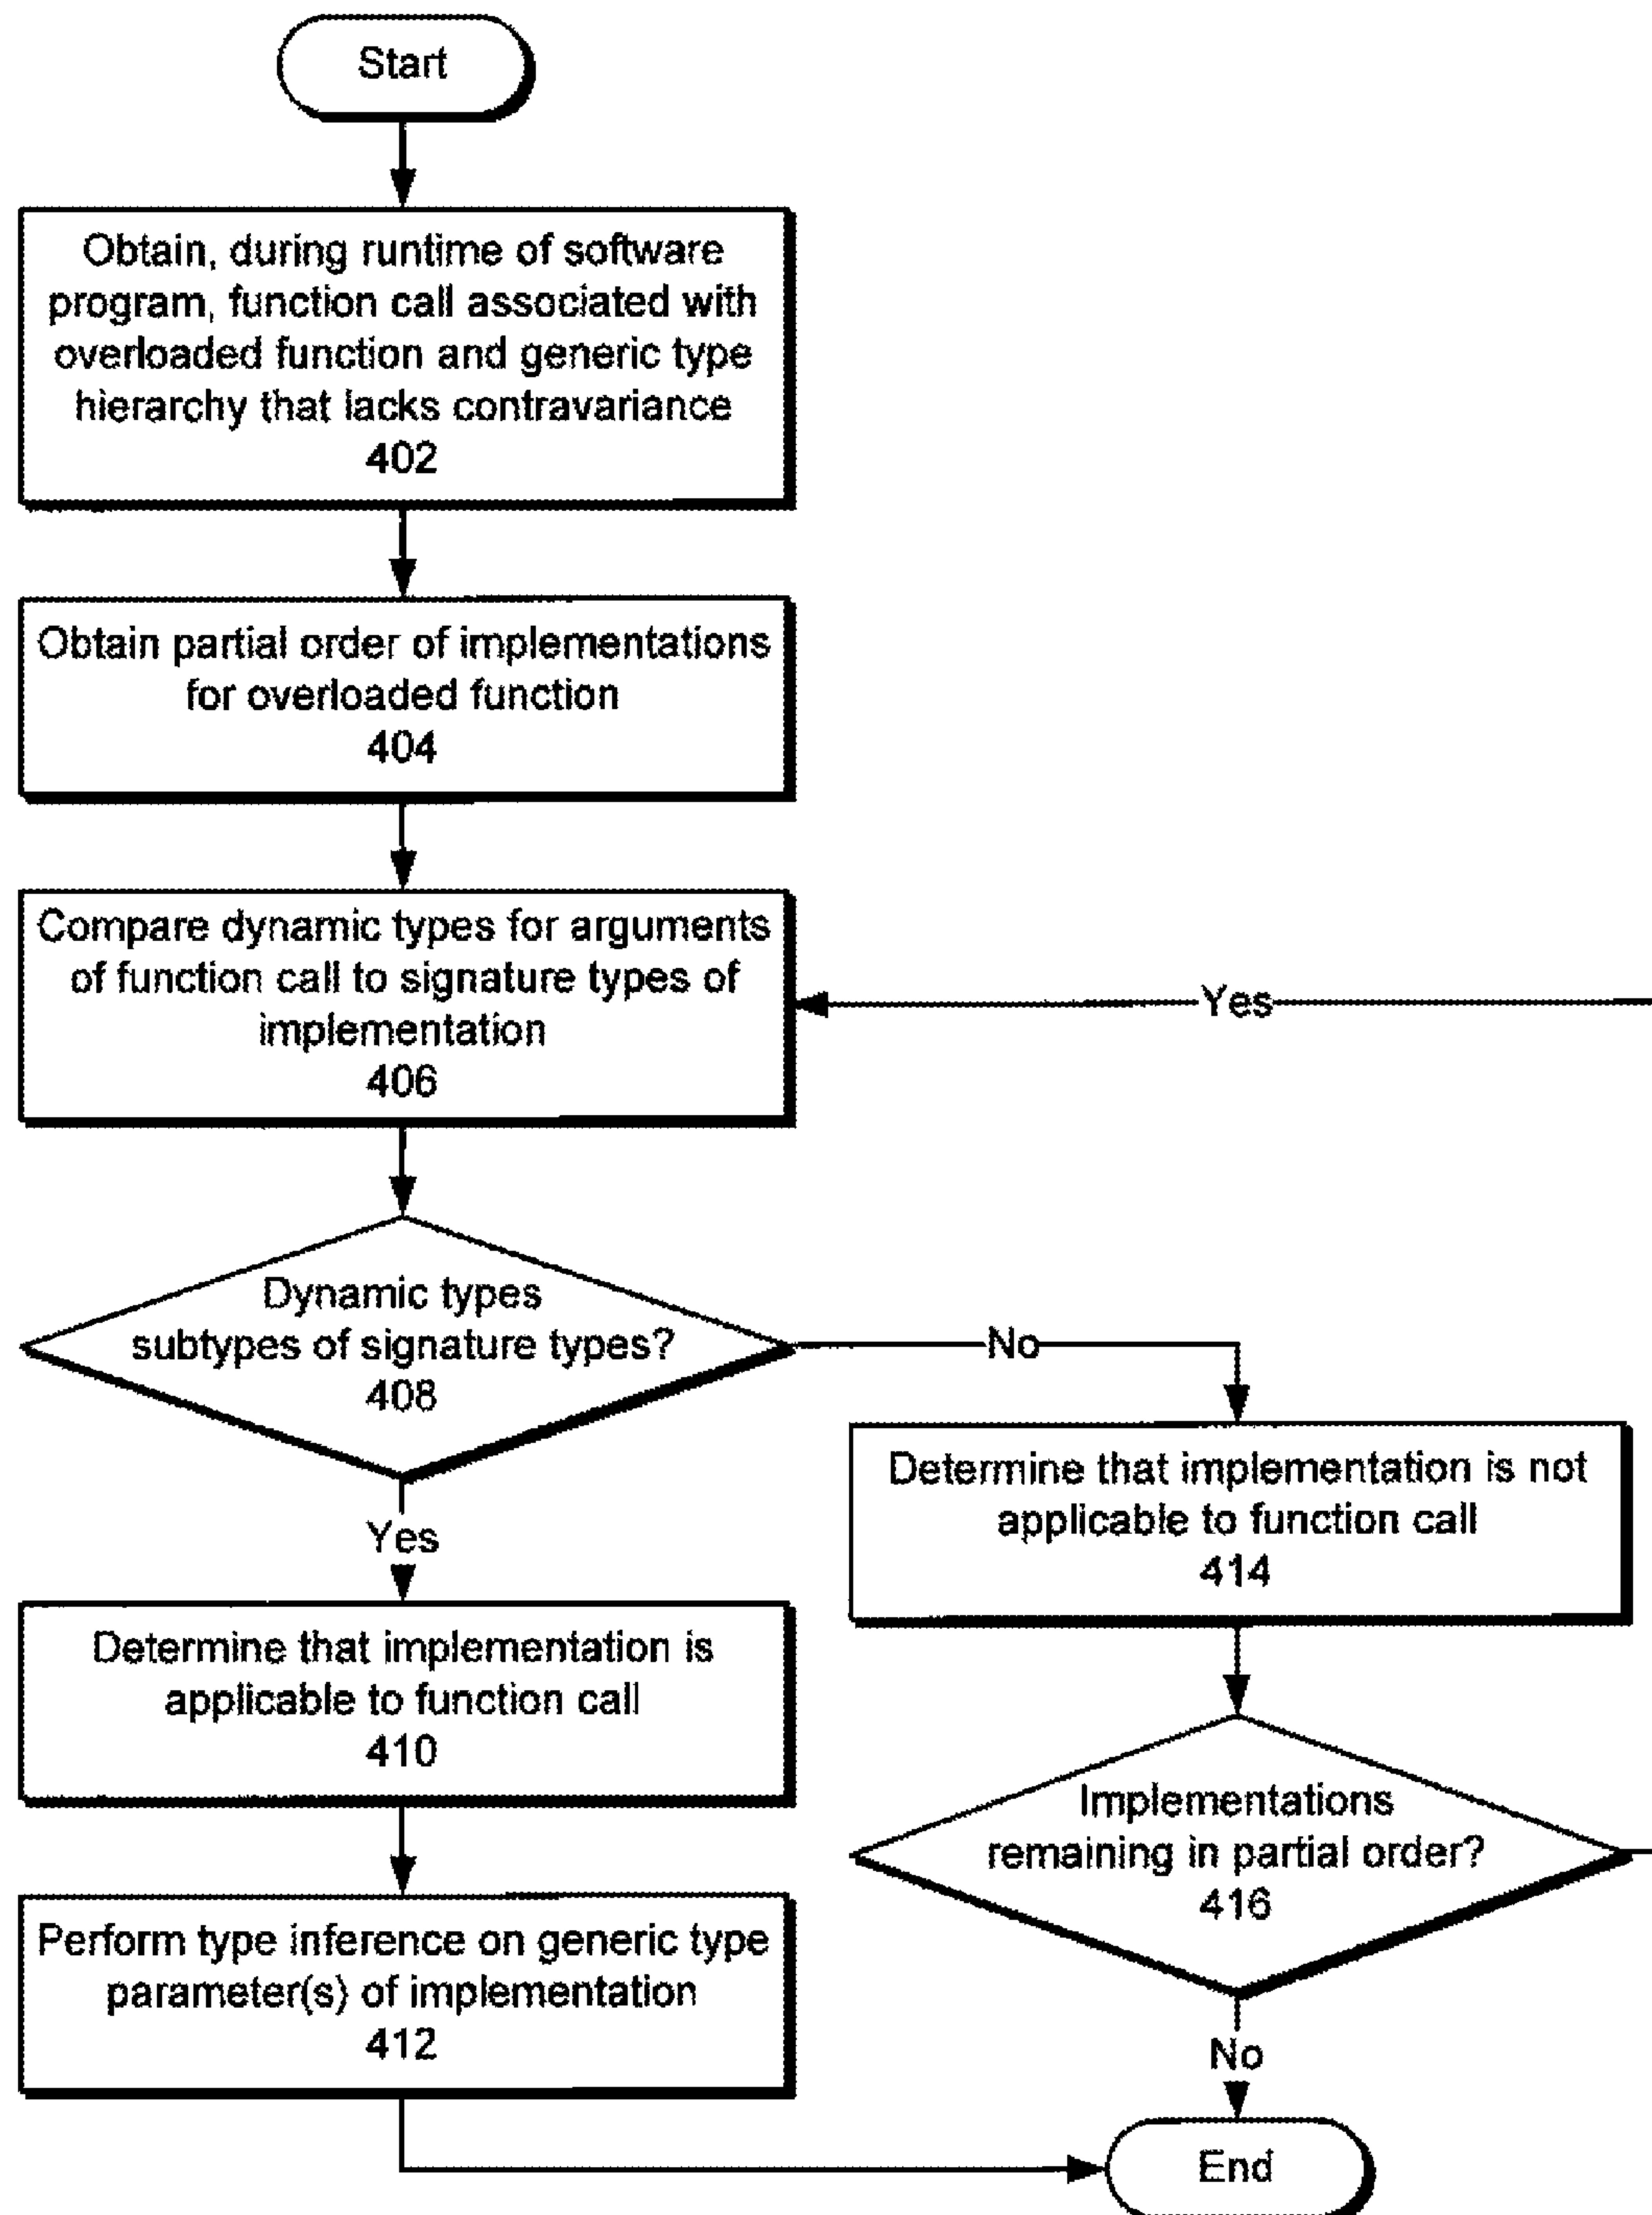 Start
Obtain, during runtime of software
program, function call associated with
overloaded function and generic type
hierarchy that lacks contravariance
402
Obtain partial order of implementations
for overloaded function
404
Compare dynamic types for arguments
of function call to signature types of
implementation
406
Yes
Dynamic types
subtypes of signature types?
408
No
Yes
Determine that implementation is
applicable to function call
410
Perform type inference on generic type
parameter(s) of implementation
412
Determine that implementation is not
applicable to function call
414
Implementations
remaining in partial order?
416
No
End